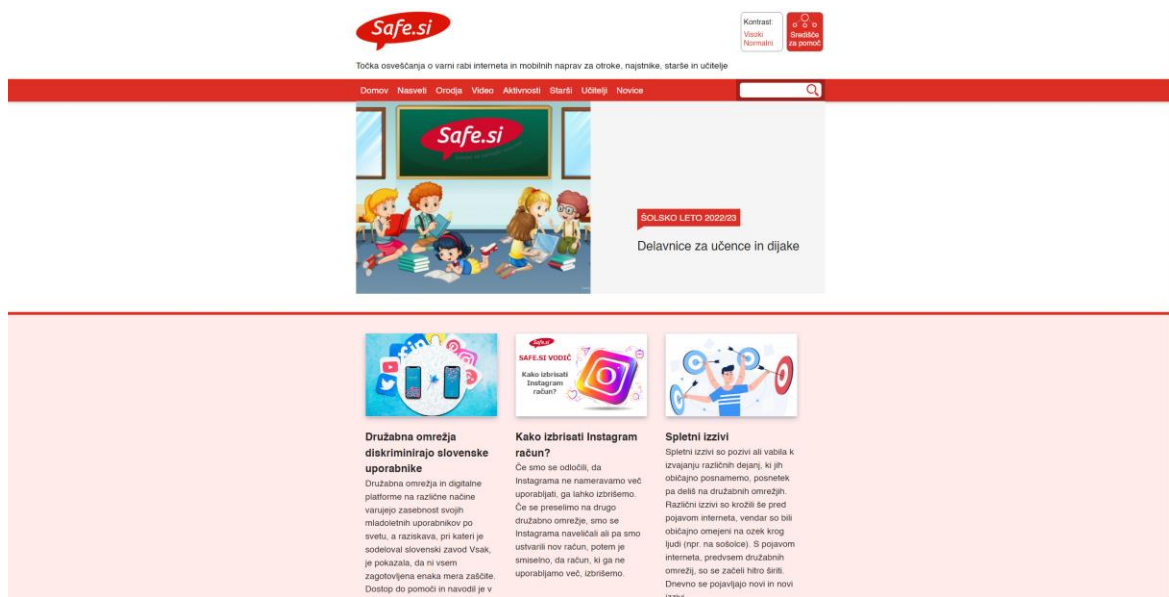 Safe.si
Kontrast:
Visoki
Normalni
Središče
za pomoč
Točka osveščanja o varni rabi interneta in mobilnih naprav za otroke, najstnike, starše in učitelje
Domov Nasveti Orodja Video Aktivnosti Starši Učitelji Novice
Safe.si
ŠOLSKO LETO 2022/23
Delavnice za učence in dijake
Safe.si
SAFE.SI VODIČ
Kako izbrisati
Instagram
račun?
Družabna omrežja
diskriminirajo slovenske
uporabnike
Družabna omrežja in digitalne
platforme na različne načine
varujejo zasebnost svojih
mladoletnih uporabnikov po
svetu, a raziskava, pri kateri je
sodeloval slovenski zavod Vsak,
je pokazala, da ni vsem
zagotovljena enaka mera zaščite.
Dostop do pomoči in navodil je v
Kako izbrisati Instagram
račun?
Če smo se odločili, da
Instagrama ne nameravamo več
uporabljati, ga lahko izbrišemo.
Če se preselimo na drugo
družabno omrežje, smo se
Instagrama naveličali ali pa smo
ustvarili nov račun, potem je
smiselno, da račun, ki ga ne
uporabljamo več, izbrišemo.
Spletni izzivi
Spletni izzivi so pozivi ali vabila k
izvajanju različnih dejanj, ki jih
običajno posnamemo, posnetek
pa deliš na družabnih omrežjih.
Različni izzivi so krožili še pred
pojavom interneta, vendar so bili
običajno omejeni na ozek krog
ljudi (npr. na sošolce). S pojavom
interneta, predvsem družabnih
omrežij, so se začeli hitro širiti.
Dnevno se pojavljajo novi in novi
izzivi